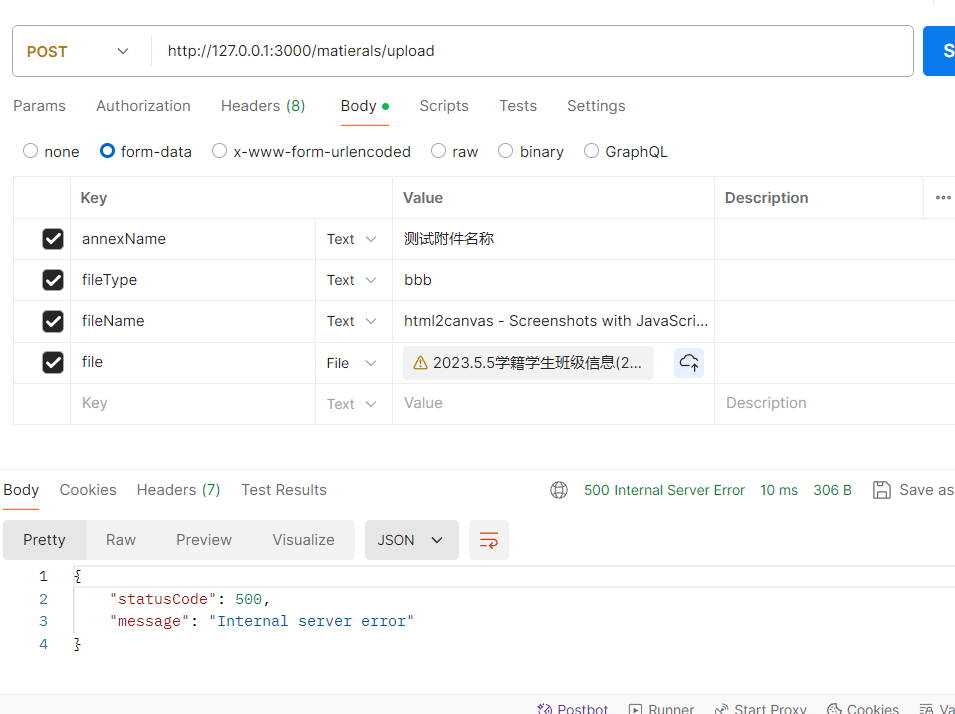 POST http://127.0.0.1:3000/matierals/upload S
Params Authorization Headers (8) Body Scripts Tests Settings
none form-data x-www-form-urlencoded raw binary GraphQL
Key Value Description
annexName Text 测试附件名称
fileType Text bbb
fileName Text html2canvas - Screenshots with JavaScri...
file File 2023.5.5学籍学生班级信息(2...
Key Text Value Description
Body Cookies Headers (7) Test Results 500 Internal Server Error 10 ms 306 B Save as
Pretty Raw Preview Visualize JSON
1 {
2 "statusCode": 500,
3 "message": "Internal server error"
4 }
Postbot Runner Start Proxy Cookies Va